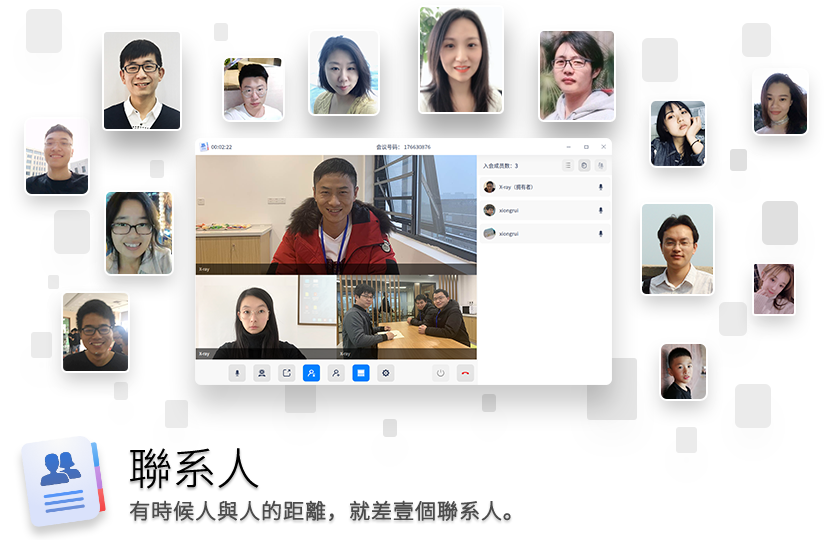 00:02:22
会议号码: 176630876
入会成员数: 3
X-ray（拥有者）
xiongrui
xiongrui
X-ray
X-ray
X-ray
聯系人
有時候人與人的距離，就差壹個聯系人。